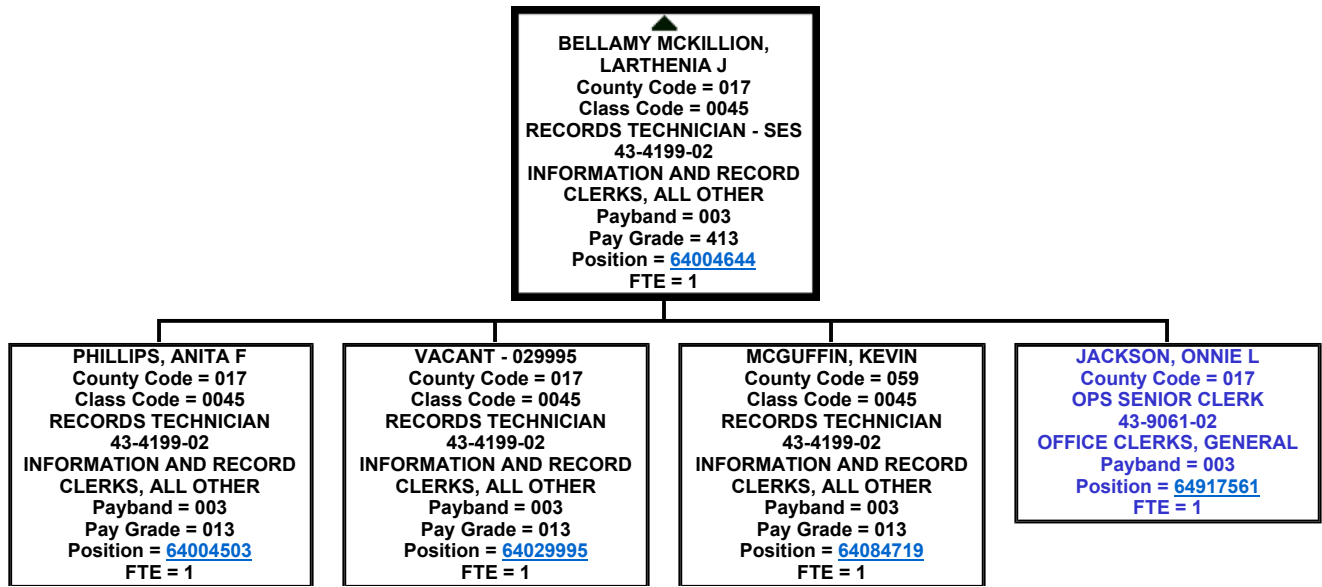 BELLAMY MCKILLION,
LARTHENIA J
County Code = 017
Class Code = 0045
RECORDS TECHNICIAN - SES
43-4199-02
INFORMATION AND RECORD
CLERKS, ALL OTHER
Payband = 003
Pay Grade = 413
Position = 64004644
FTE = 1
PHILLIPS, ANITA F
County Code = 017
Class Code = 0045
RECORDS TECHNICIAN
43-4199-02
INFORMATION AND RECORD
CLERKS, ALL OTHER
Payband = 003
Pay Grade = 013
Position = 64004503
FTE = 1
VACANT - 029995
County Code = 017
Class Code = 0045
RECORDS TECHNICIAN
43-4199-02
INFORMATION AND RECORD
CLERKS, ALL OTHER
Payband = 003
Pay Grade = 013
Position = 64029995
FTE = 1
MCGUFFIN, KEVIN
County Code = 059
Class Code = 0045
RECORDS TECHNICIAN
43-4199-02
INFORMATION AND RECORD
CLERKS, ALL OTHER
Payband = 003
Pay Grade = 013
Position = 64084719
FTE = 1
JACKSON, ONNIE L
County Code = 017
OPS SENIOR CLERK
43-9061-02
OFFICE CLERKS, GENERAL
Payband = 003
Position = 64917561
FTE = 1